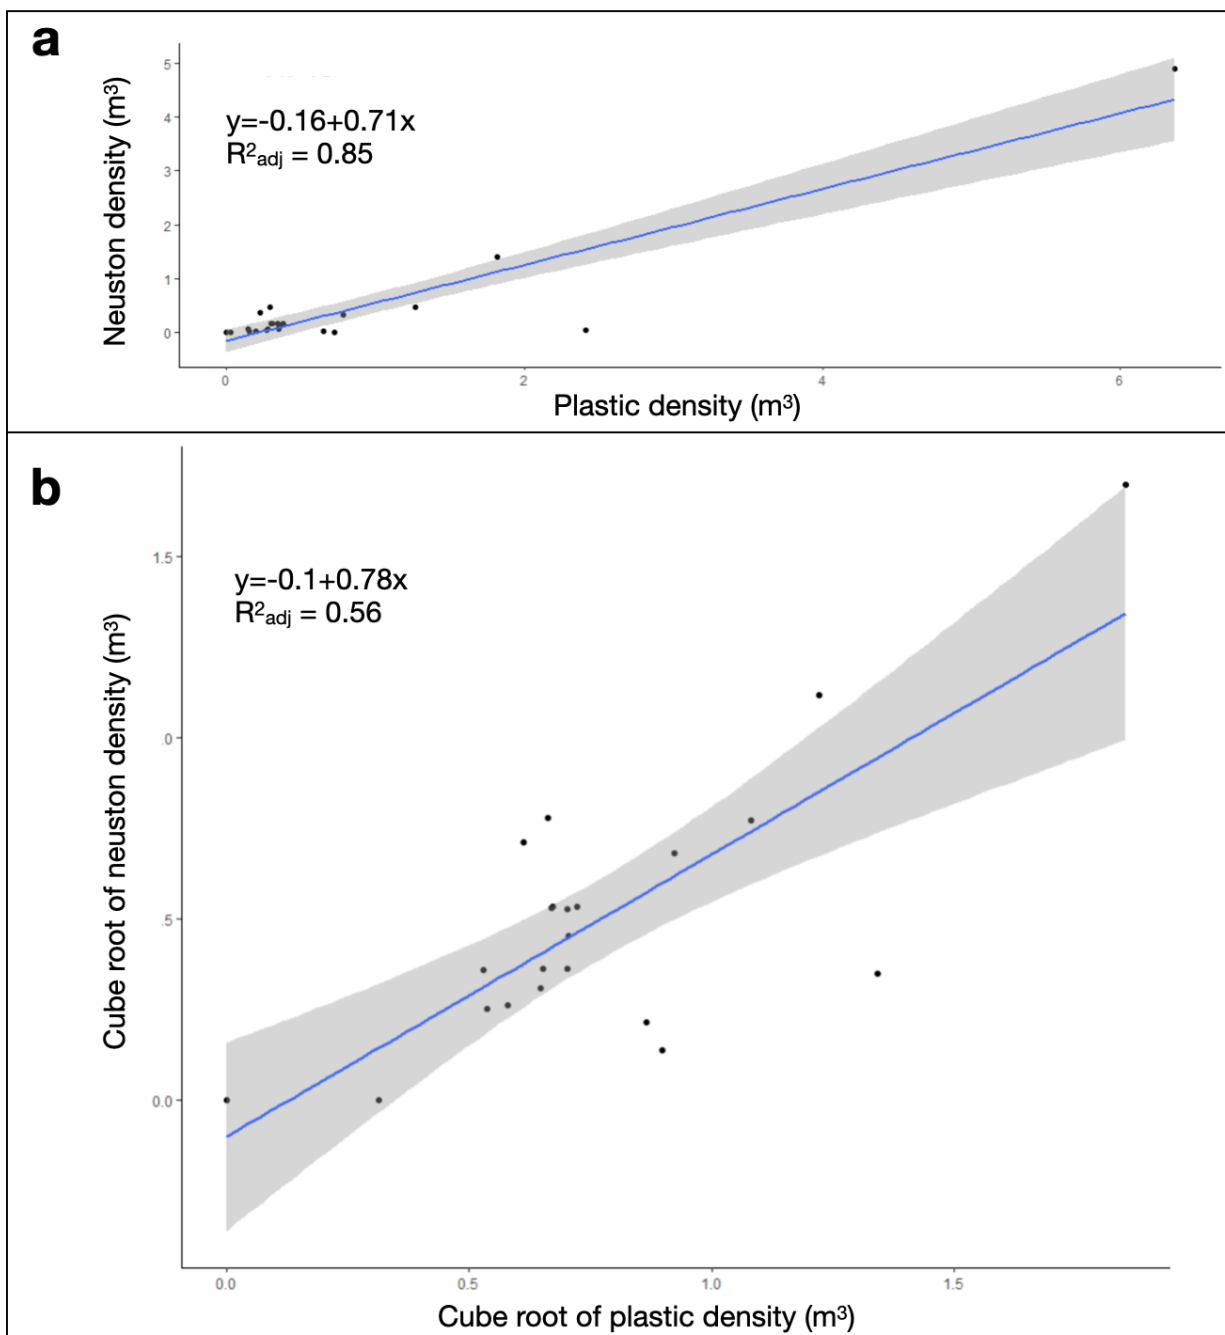 a
Neuston density (m³)
5
4
3
2
1
0
y=-0.16+0.71x
R²adj = 0.85
0 2 4 6
Plastic density (m³)
b
Cube root of neuston density (m³)
1.5
.0
.5
0.0
y=-0.1+0.78x
R²adj = 0.56
0.0 0.5 1.0 1.5
Cube root of plastic density (m³)